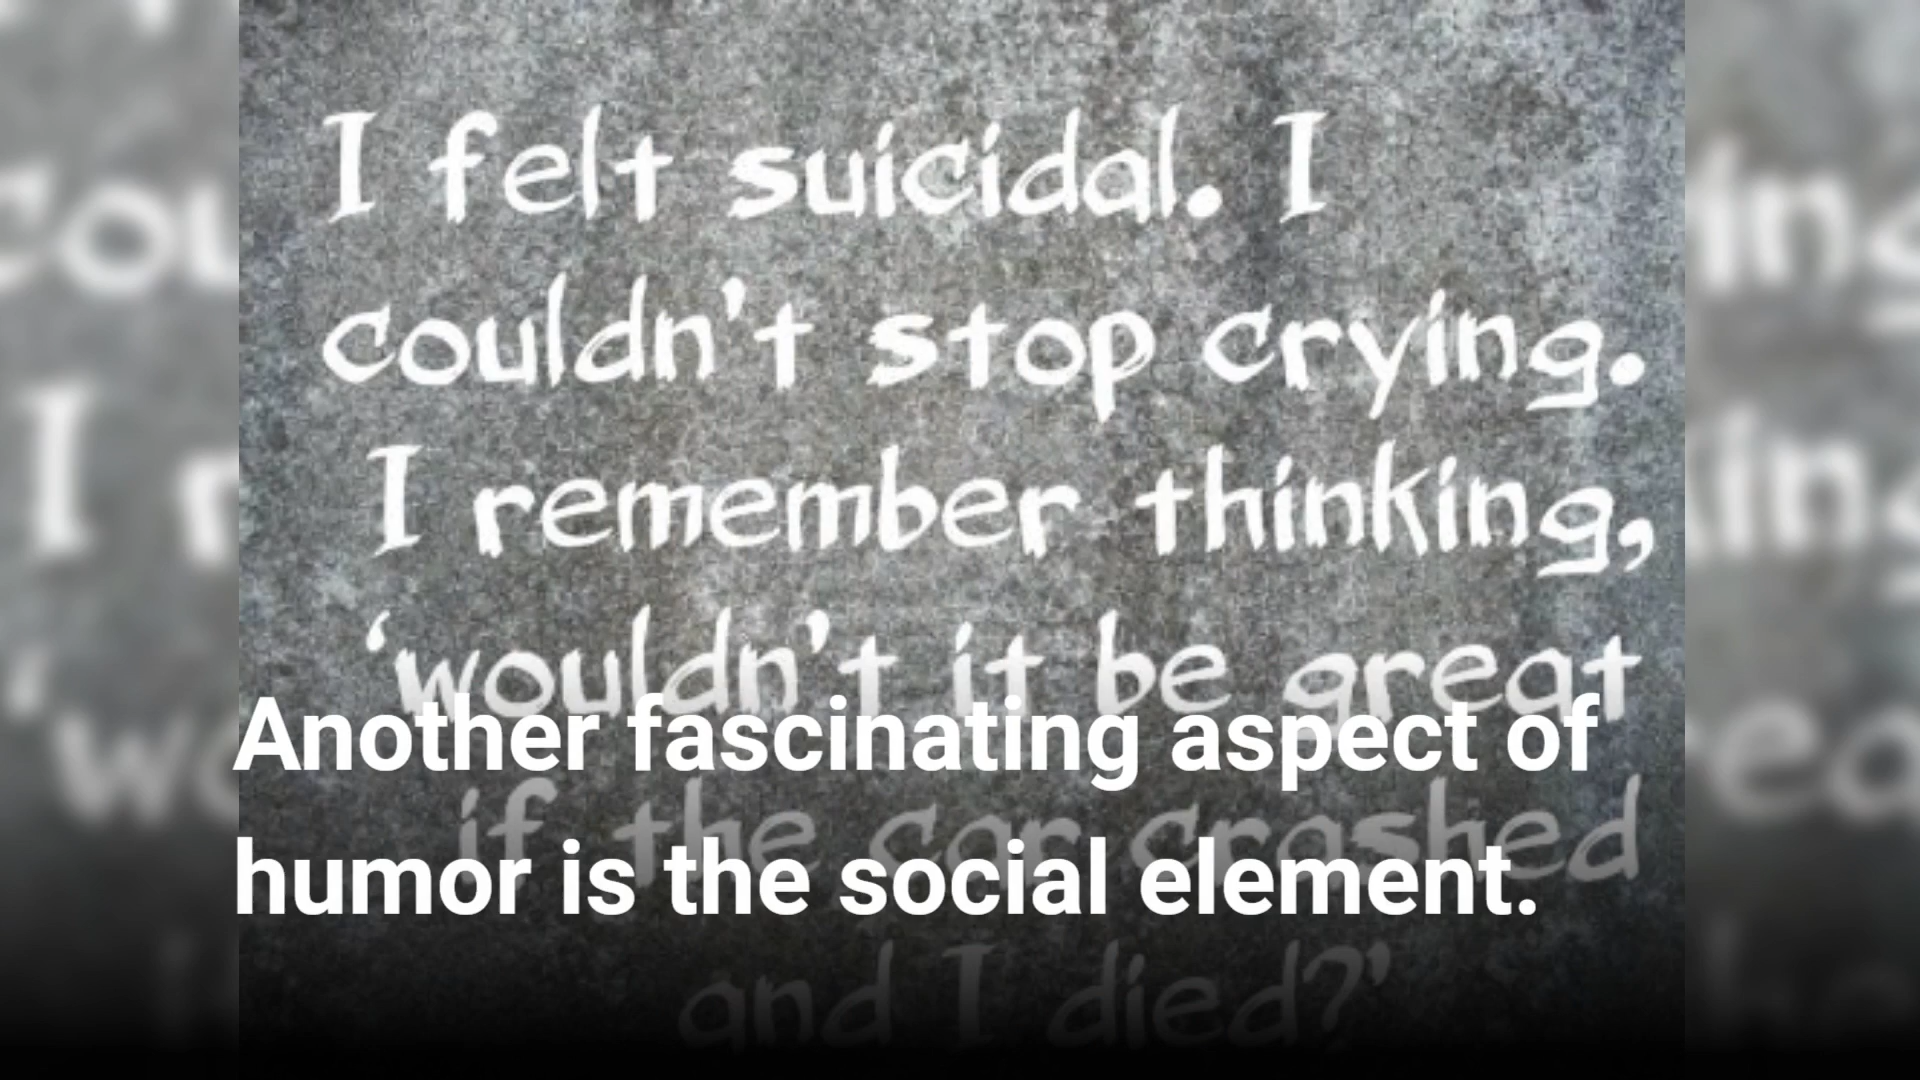 I felt suicidal. I
couldn't stop crying.
I remember thinking,
'wouldn't it be great
if the car crashed
and I died?'
Another fascinating aspect of
humor is the social element.